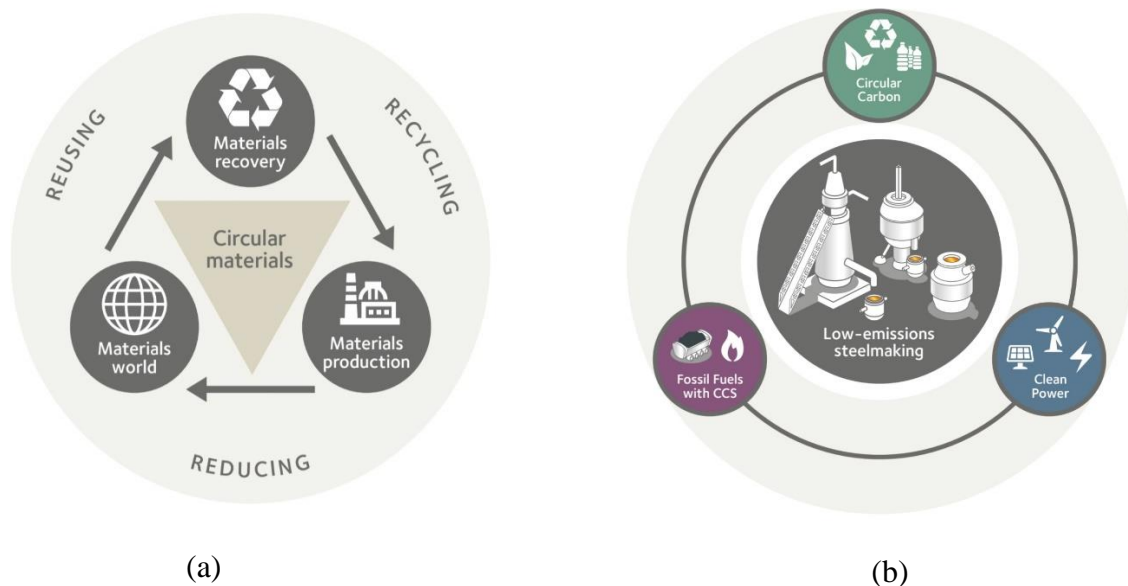 REUSING
RECYCLING
Materials
recovery
Circular
materials
Materials
world
Materials
production
REDUCING
(a)
Circular
Carbon
Low-emissions
steelmaking
Fossil Fuels
with CCS
Clean
Power
(b)